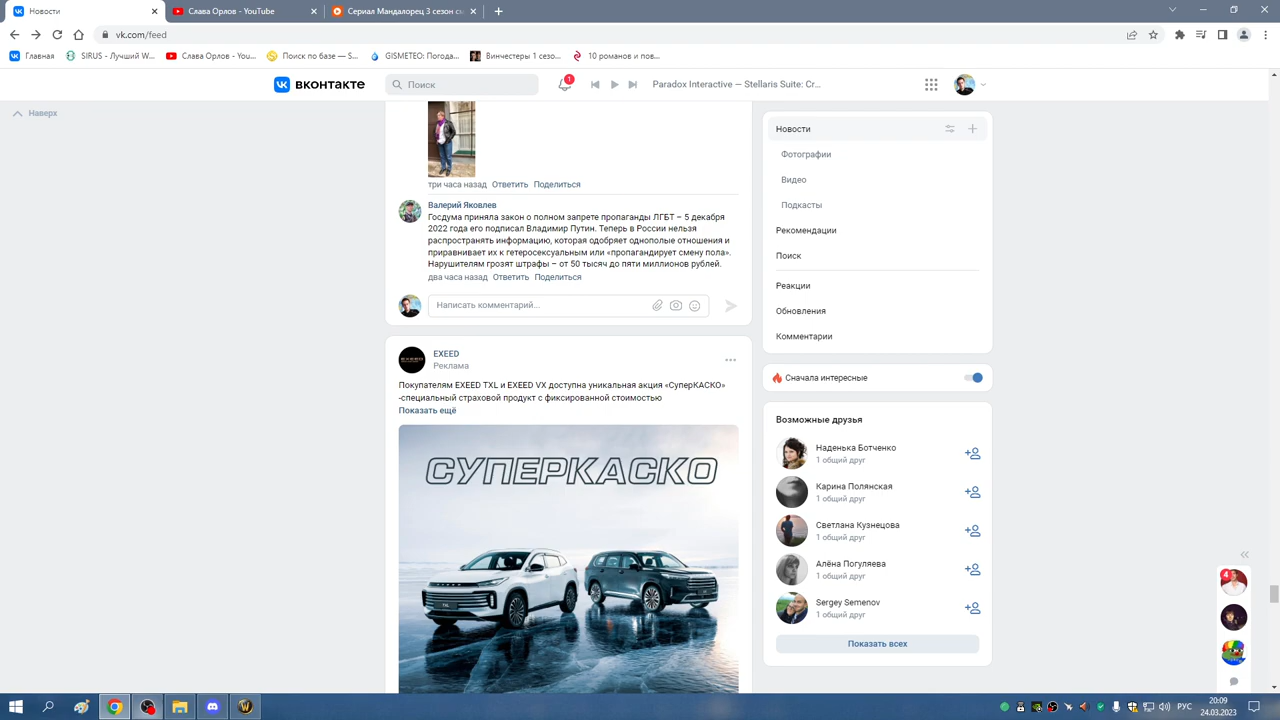 Новости
Слава Орлов - YouTube
Сериал Мандалорец 3 сезон см
vk.com/feed
Главная
SIRUS - Лучший W...
Слава Орлов - You...
Поиск по базе — S...
GISMETEO: Погода...
Винчестеры 1 сезо...
10 романов и пов...
вконтакте
Поиск
1
Paradox Interactive — Stellaris Suite: Cr...
Наверх
три часа назад Ответить Поделиться
Валерий Яковлев
Госдума приняла закон о полном запрете пропаганды ЛГБТ – 5 декабря
2022 года его подписал Владимир Путин. Теперь в России нельзя
распространять информацию, которая одобряет однополые отношения и
приравнивает их к гетеросексуальным или «пропагандирует смену пола».
Нарушителям грозят штрафы – от 50 тысяч до пяти миллионов рублей.
два часа назад Ответить Поделиться
Написать комментарий...
EXEED
EXEED
Реклама
Покупателям EXEED TXL и EXEED VX доступна уникальная акция «СуперКАСКО»
-специальный страховой продукт с фиксированной стоимостью
Показать ещё
СУПЕРКАСКО
TXL
Новости
Фотографии
Видео
Подкасты
Рекомендации
Поиск
Реакции
Обновления
Комментарии
Сначала интересные
Возможные друзья
Наденька Ботченко
1 общий друг
Карина Полянская
1 общий друг
Светлана Кузнецова
1 общий друг
Алёна Погуляева
1 общий друг
Sergey Semenov
1 общий друг
Показать всех
4
РУС
20:09
24.03.2023